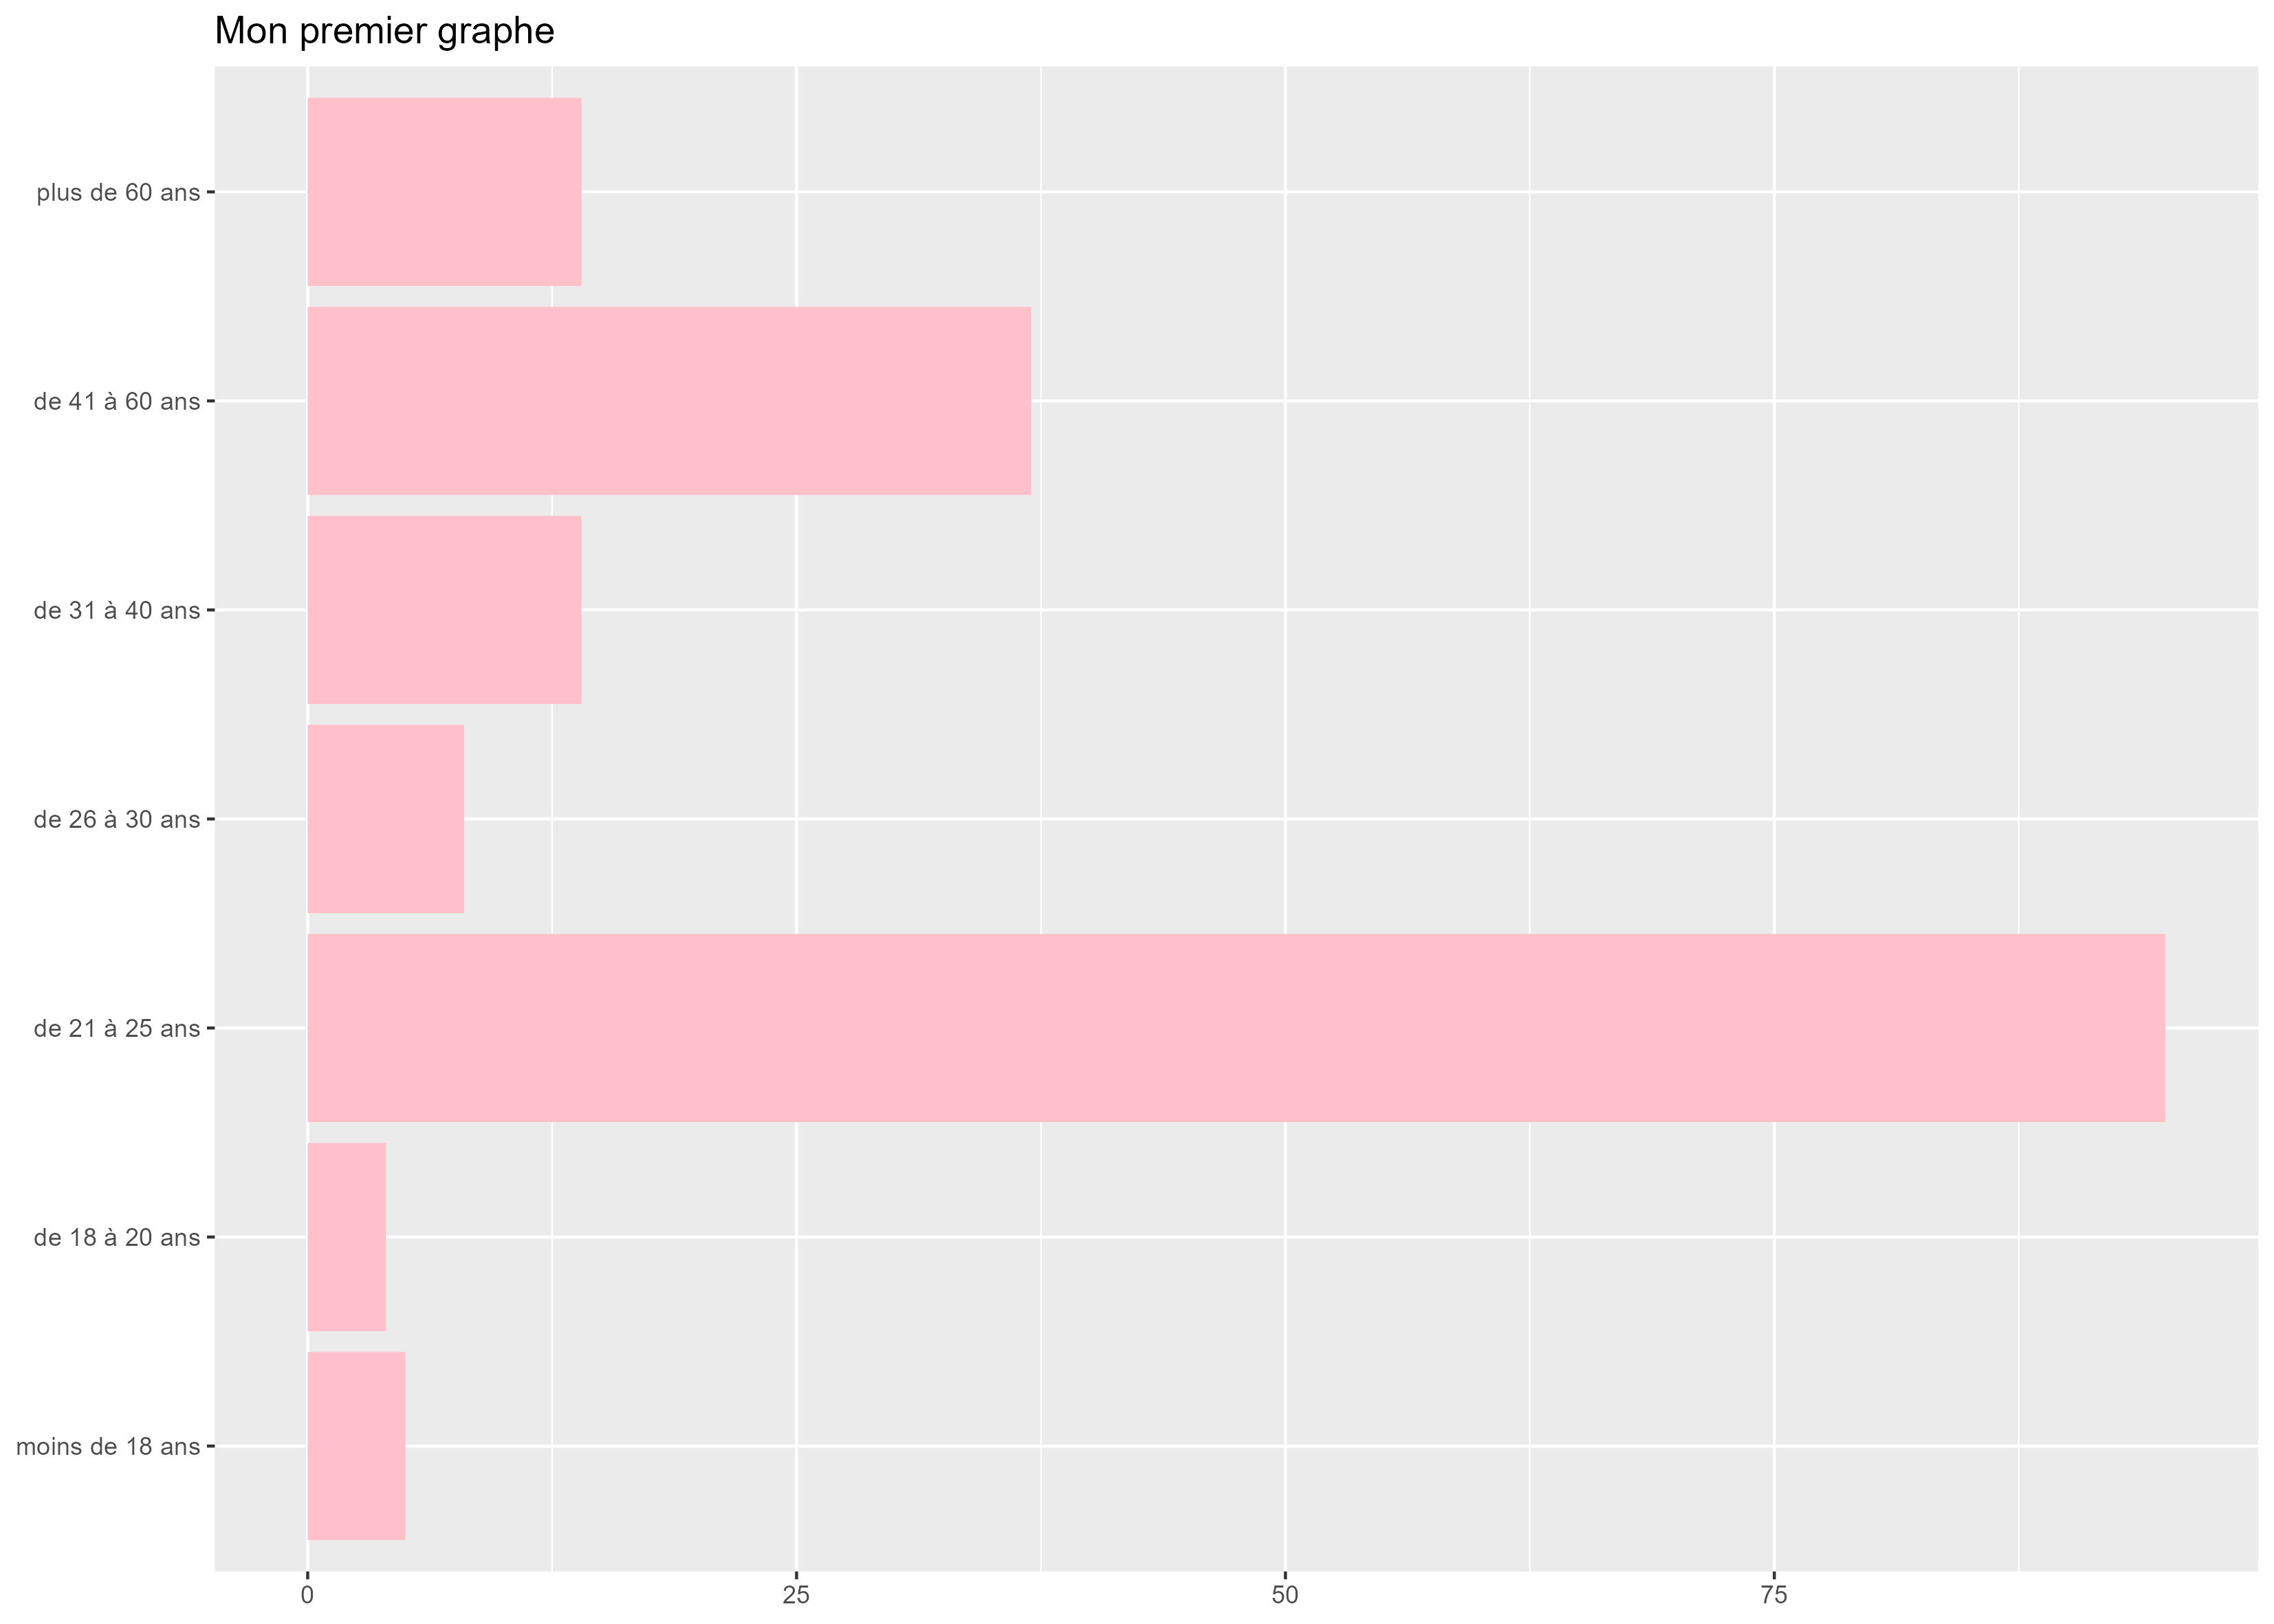 Mon premier graphe
plus de 60 ans
de 41 à 60 ans
de 31 à 40 ans
de 26 à 30 ans
de 21 à 25 ans
de 18 à 20 ans
moins de 18 ans
0 25 50 75